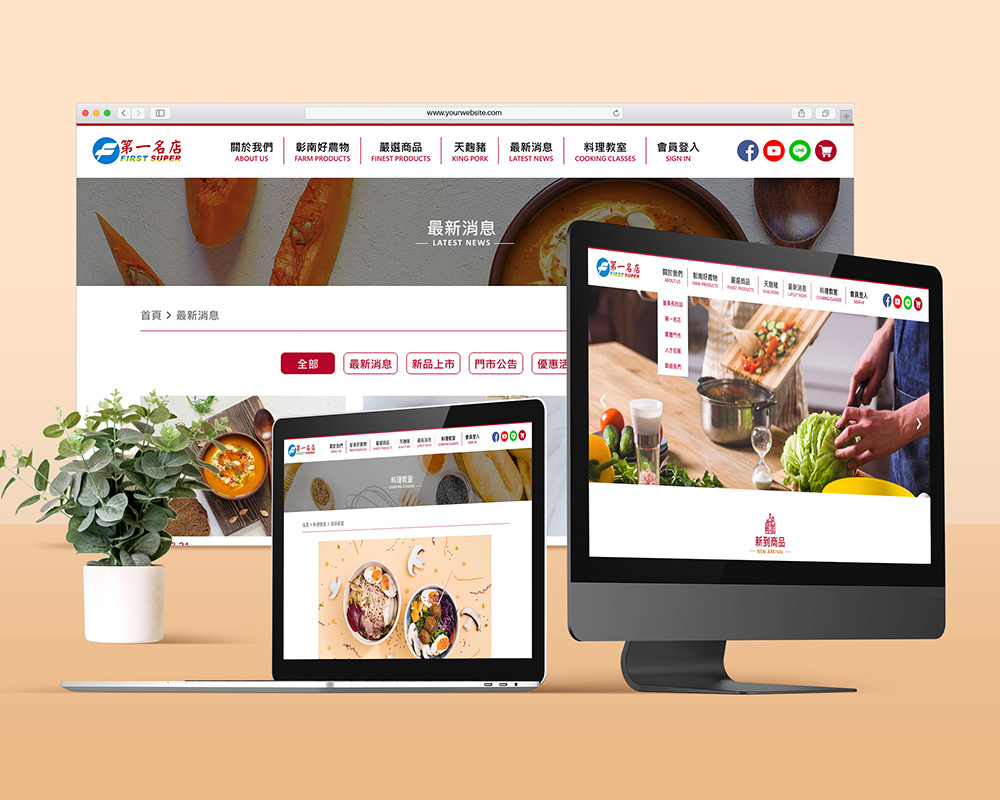 www.yourwebsite.com
第一名店
FIRST SUPER
關於我們 彰南好農物 嚴選商品 天麴豬 最新消息 料理教室 會員登入
ABOUT US FARM PRODUCTS FINEST PRODUCTS KING PORK LATEST NEWS COOKING CLASSES SIGN IN
LINE
最新消息
LATEST NEWS
首頁 > 最新消息
全部 最新消息 新品上市 門市公告 優惠活
第一名店
FIRST SUPER
關於我們 彰南好農物 嚴選商品 天麴豬 最新消息 料理教室 會員登入
ABOUT US FARM PRODUCTS FINEST PRODUCTS KING PORK LATEST NEWS COOKING CLASSES SIGN IN
董事長的話
第一名店
實體門市
人才招募
聯絡我們
新到商品
NEW ARRIVAL
第一名店
FIRST SUPER
關於我們 彰南好農物 嚴選商品 天麴豬 最新消息 料理教室 會員登入
ABOUT US FARM PRODUCTS FINEST PRODUCTS KING PORK LATEST NEWS COOKING CLASSES SIGN IN
料理教室
COOKING CLASSES